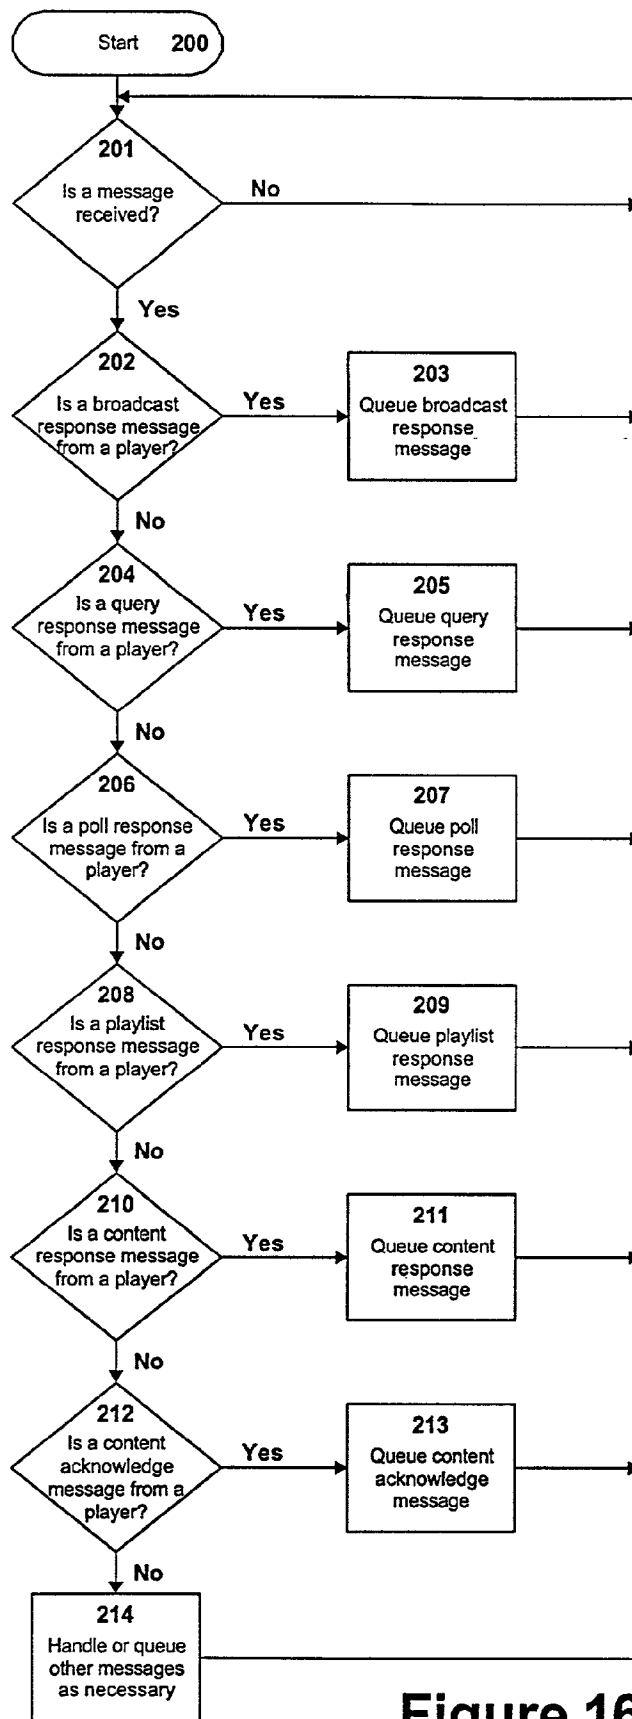 Start 200
201
Is a message
received?
No
Yes
202
Is a broadcast
response message
from a player?
Yes
203
Queue broadcast
response
message
No
204
Is a query
response message
from a player?
Yes
205
Queue query
response
message
No
206
Is a poll response
message from a
player?
Yes
207
Queue poll
response
message
No
208
Is a playlist
response message
from a player?
Yes
209
Queue playlist
response
message
No
210
Is a content
response message
from a player?
Yes
211
Queue content
response
message
No
212
Is a content
acknowledge
message from a
player?
Yes
213
Queue content
acknowledge
message
No
214
Handle or queue
other messages
as necessary
Figure 16